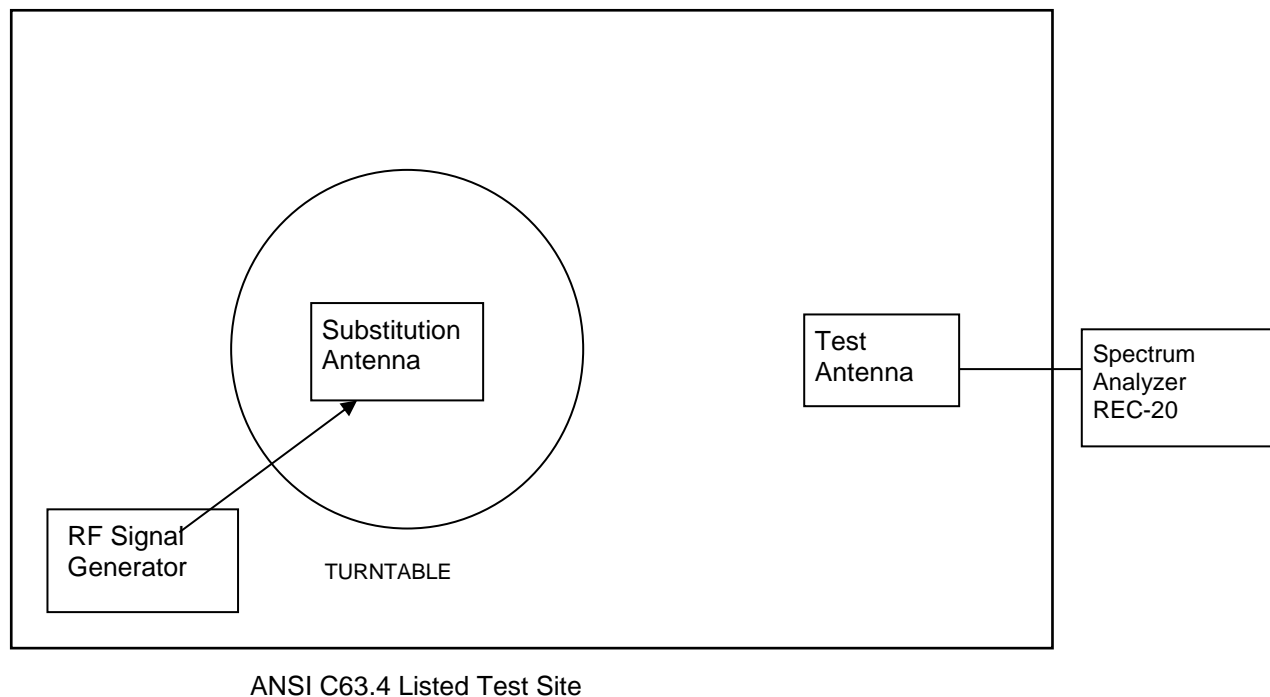 Substitution
Antenna
Test
Antenna
Spectrum
Analyzer
REC-20
RF Signal
Generator
TURNTABLE
ANSI C63.4 Listed Test Site